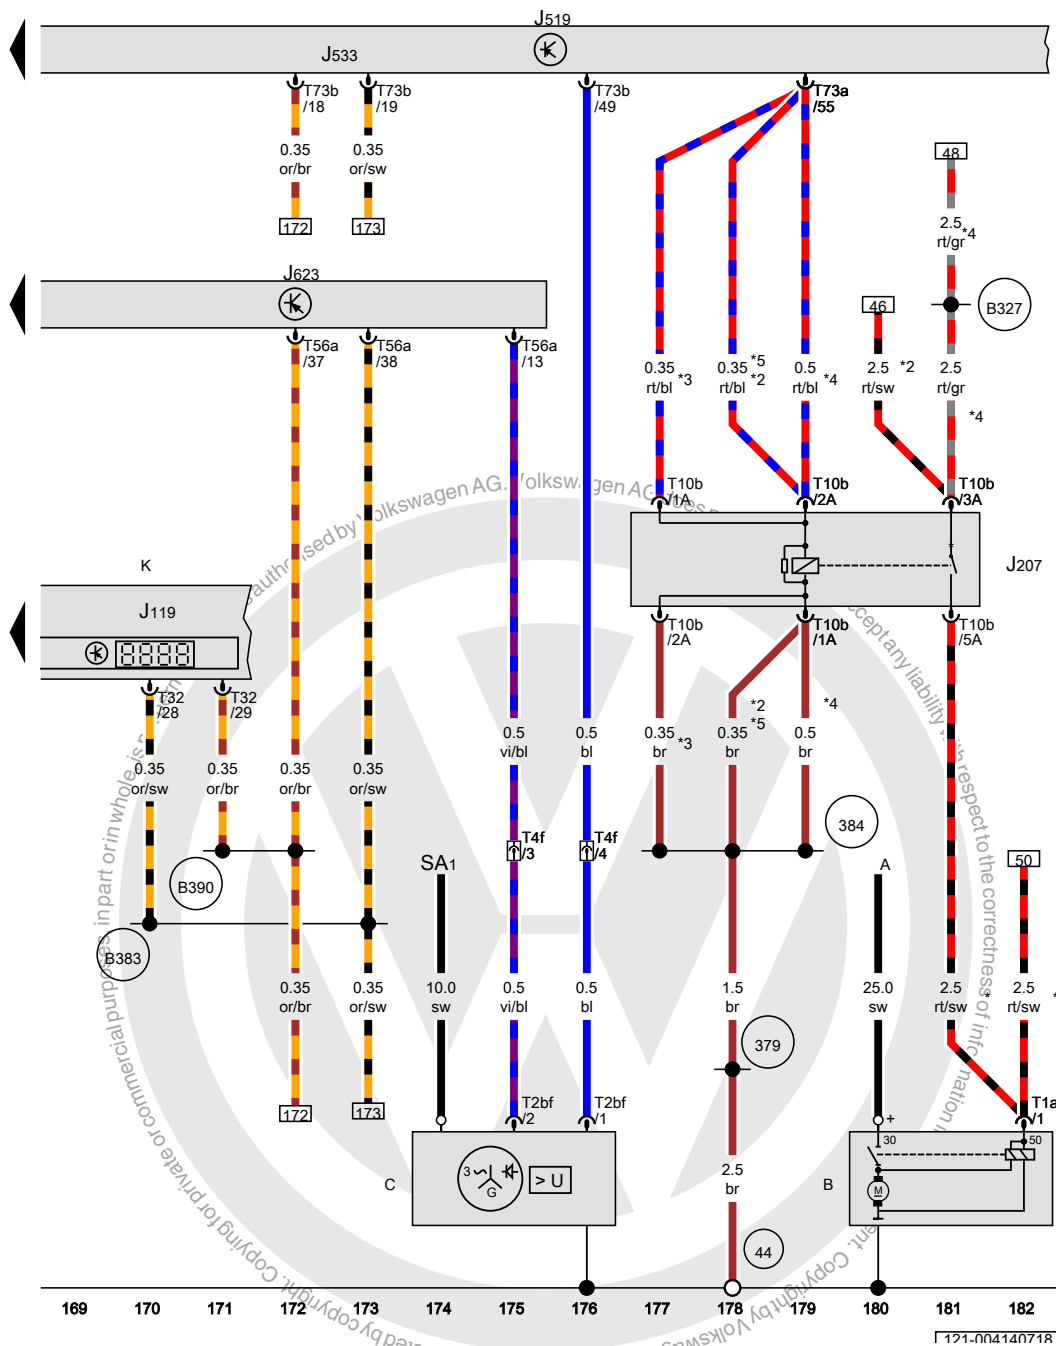 J519
J533
T73b
/18
T73b
/19
T73b
/49
T73a
/55
0.35
or/br
0.35
or/sw
172
173
48
2.5
rt/gr
*4
J623
46
B327
T56a
/37
T56a
/38
T56a
/13
0.35
rt/bl
*3
0.35
rt/bl
*5
*2
0.5
rt/bl
*4
2.5
rt/sw
*2
2.5
rt/gr
*4
T10b
/1A
T10b
/2A
T10b
/3A
*
J207
K
J119
T32
/28
T32
/29
T10b
/2A
T10b
/1A
T10b
/5A
0.35
or/sw
0.35
or/br
0.35
or/br
0.35
or/sw
0.5
vi/bl
0.5
bl
0.35
br
*3
*2
*5
0.35
br
*4
0.5
br
T4f
/3
T4f
/4
384
SA1
A
50
B390
B383
0.35
or/br
0.35
or/sw
10.0
sw
0.5
vi/bl
0.5
bl
1.5
br
25.0
sw
2.5
rt/sw
*
2.5
rt/sw
*
379
172
173
T2bf
/2
T2bf
/1
T1a
/1
+
30
50
C
3
G
> U
2.5
br
B
M
44
169 170 171 172 173 174 175 176 177 178 179 180 181 182
121-004140718